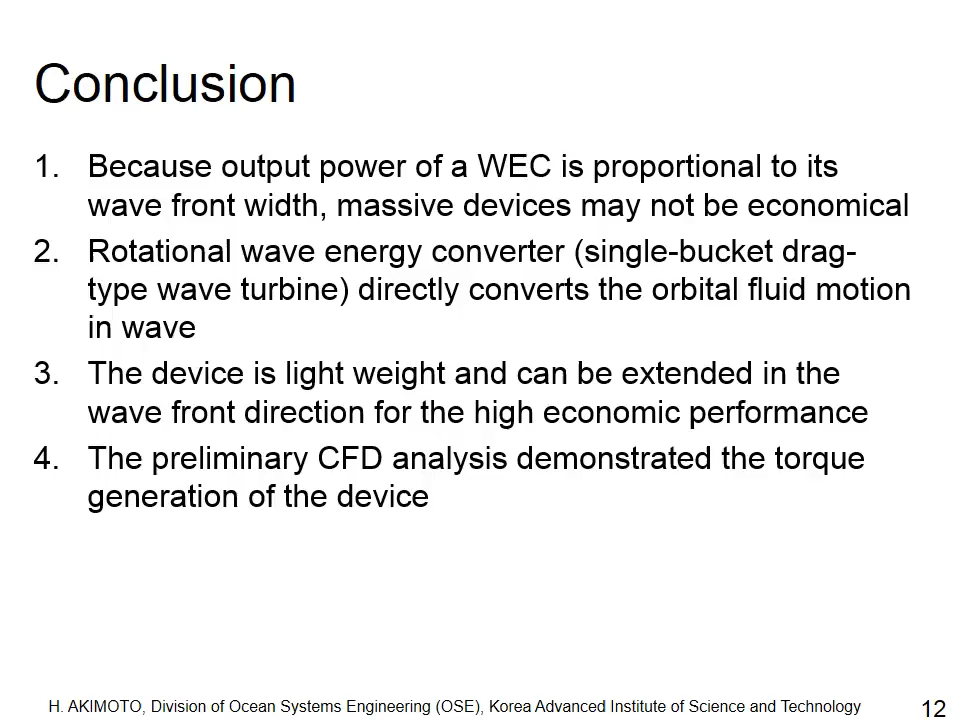 Conclusion
1. Because output power of a WEC is proportional to its
wave front width, massive devices may not be economical
2. Rotational wave energy converter (single-bucket drag-
type wave turbine) directly converts the orbital fluid motion
in wave
3. The device is light weight and can be extended in the
wave front direction for the high economic performance
4. The preliminary CFD analysis demonstrated the torque
generation of the device
H. AKIMOTO, Division of Ocean Systems Engineering (OSE), Korea Advanced Institute of Science and Technology
12